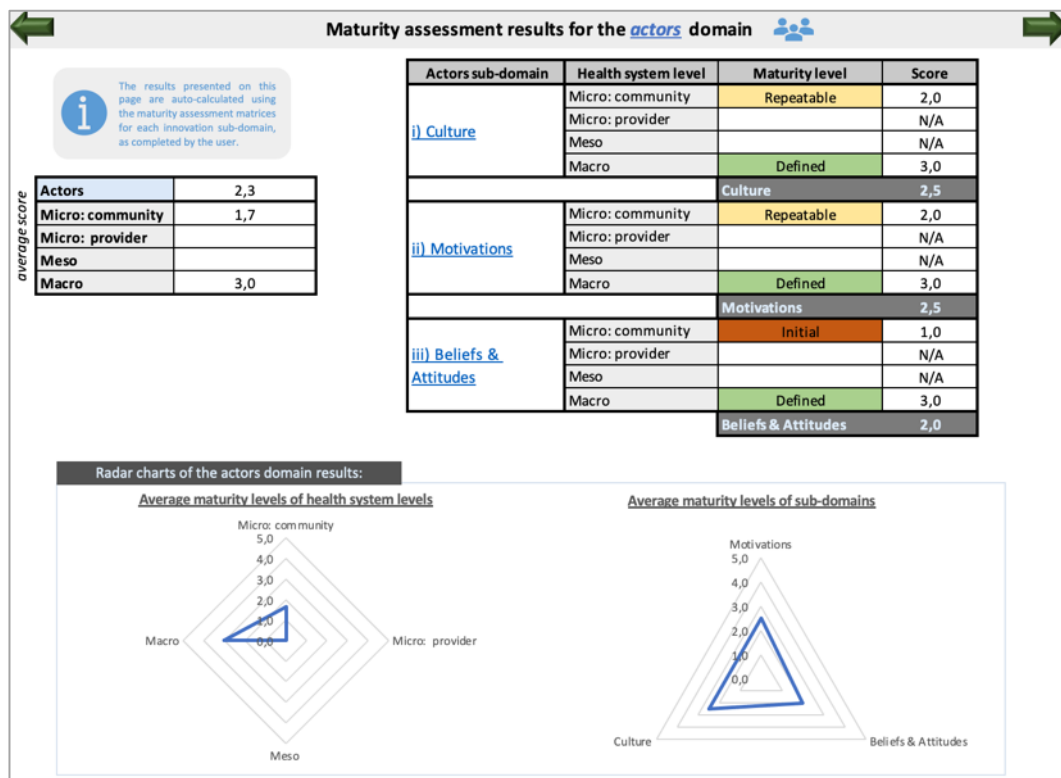 Maturity assessment results for the actors domain
The results presented on this
page are auto-calculated using
the maturity assessment matrices
for each innovation sub-domain,
as completed by the user.
average score
Actors 2,3
Micro: community 1,7
Micro: provider
Meso
Macro 3,0
Actors sub-domain Health system level Maturity level Score
i) Culture
Micro: community Repeatable 2,0
Micro: provider N/A
Meso N/A
Macro Defined 3,0
Culture 2,5
ii) Motivations
Micro: community Repeatable 2,0
Micro: provider N/A
Meso N/A
Macro Defined 3,0
Motivations 2,5
iii) Beliefs &
Attitudes
Micro: community Initial 1,0
Micro: provider N/A
Meso N/A
Macro Defined 3,0
Beliefs & Attitudes 2,0
Radar charts of the actors domain results:
Average maturity levels of health system levels
Micro: community
5,0
4,0
3,0
2,0
1,0
0,0
Macro
Micro: provider
Meso
Average maturity levels of sub-domains
Motivations
5,0
4,0
3,0
2,0
1,0
0,0
Culture
Beliefs & Attitudes